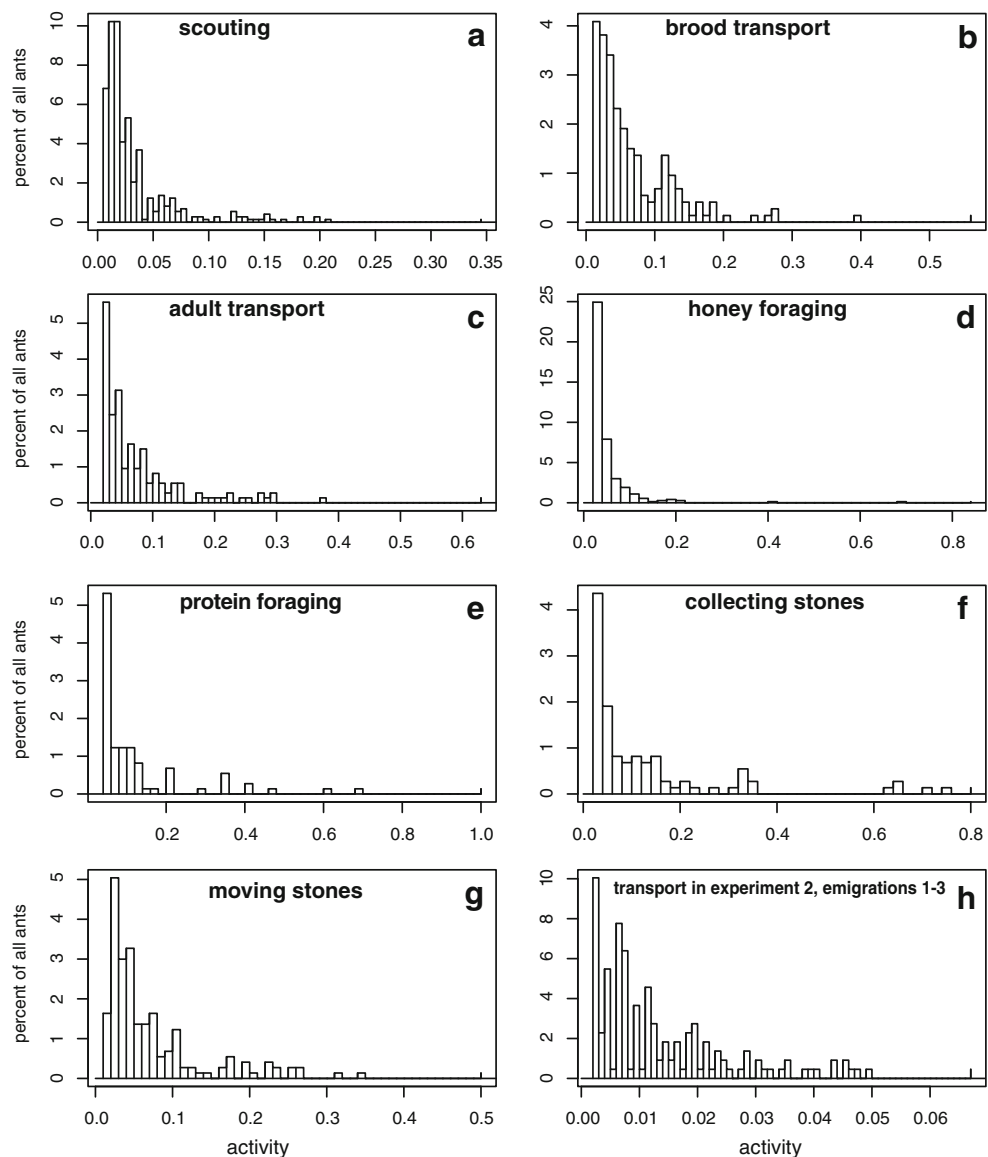 scouting
a
percent of all ants
0 2 4 6 8 10
0.00 0.05 0.10 0.15 0.20 0.25 0.30 0.35
brood transport
b
0 1 2 3 4
0.0 0.1 0.2 0.3 0.4 0.5
adult transport
c
percent of all ants
0 1 2 3 4 5
0.0 0.1 0.2 0.3 0.4 0.5 0.6
honey foraging
d
0 5 10 15 20 25
0.0 0.2 0.4 0.6 0.8
protein foraging
e
percent of all ants
0 1 2 3 4 5
0.2 0.4 0.6 0.8 1.0
collecting stones
f
0 1 2 3 4
0.0 0.2 0.4 0.6 0.8
moving stones
g
percent of all ants
0 1 2 3 4 5
0.0 0.1 0.2 0.3 0.4 0.5
activity
transport in experiment 2, emigrations 1-3
h
0 2 4 6 8 10
0.00 0.01 0.02 0.03 0.04 0.05 0.06
activity